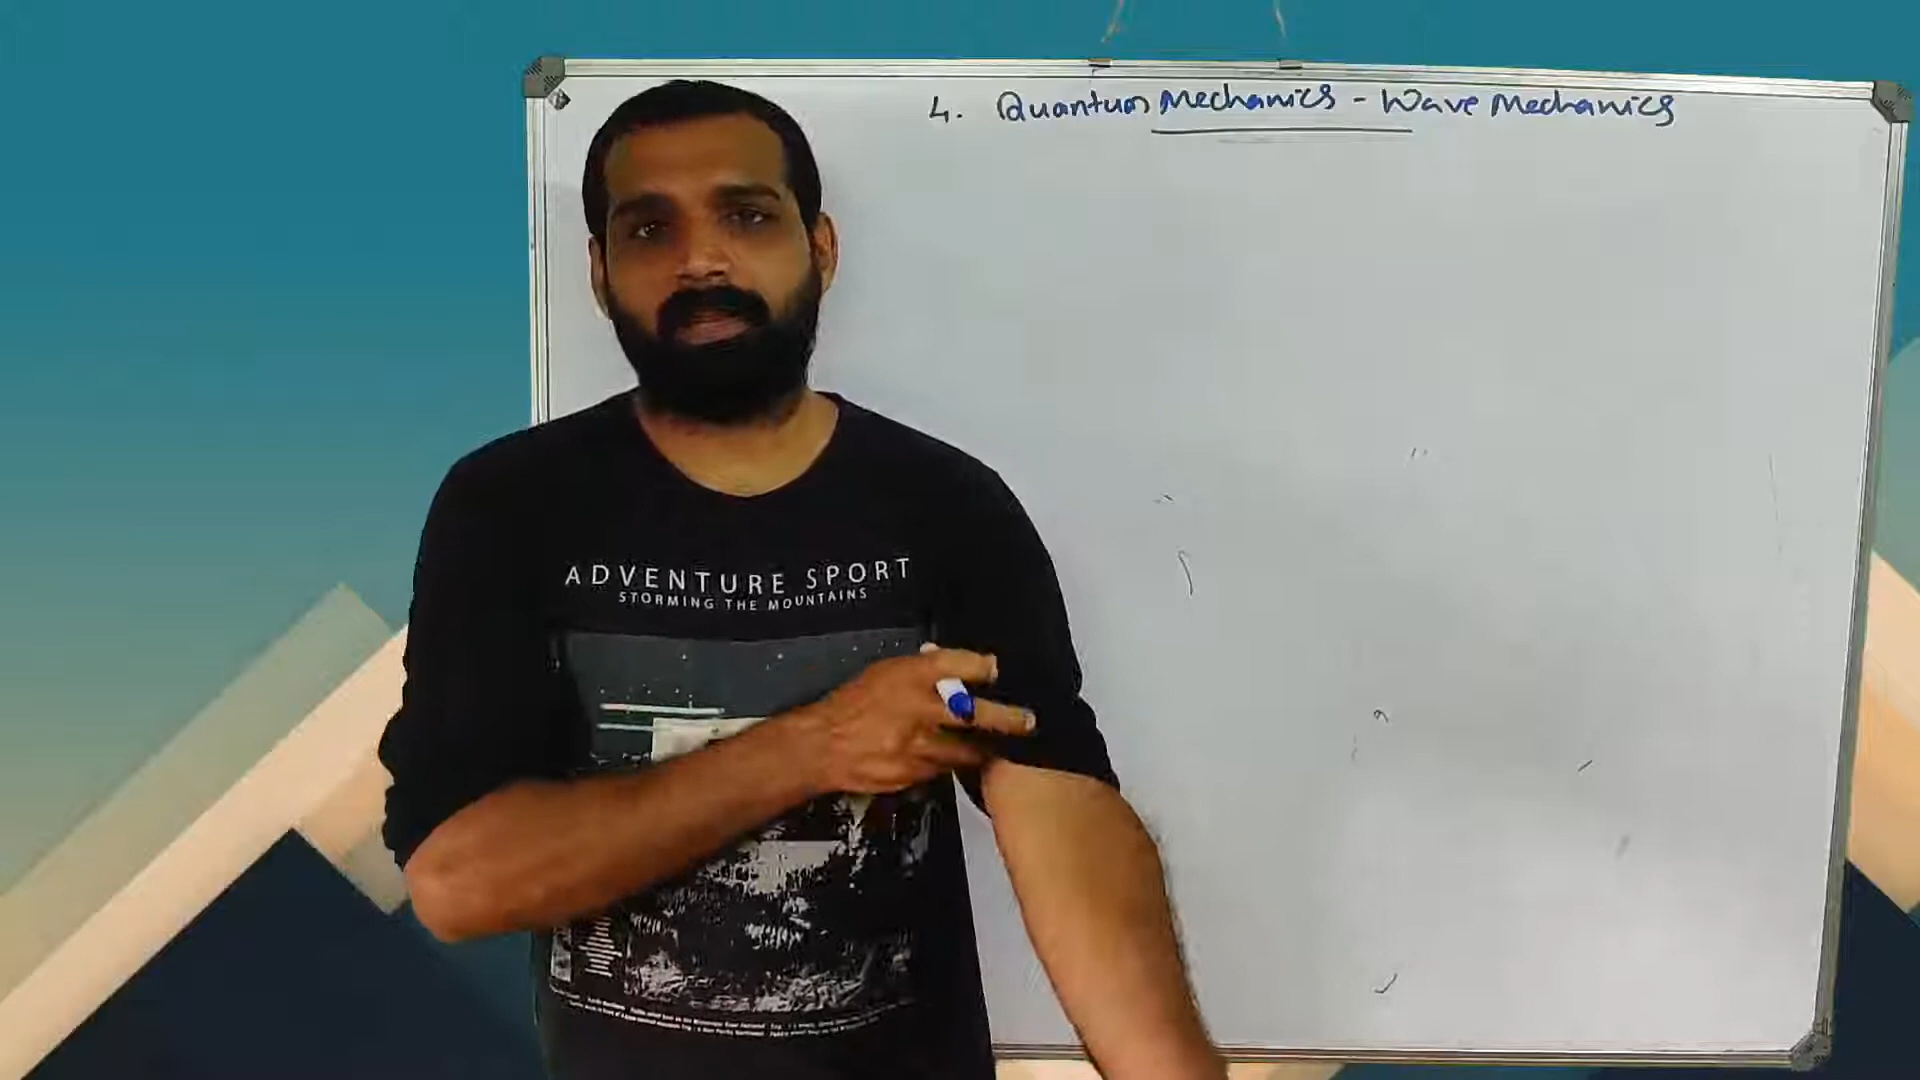 4. Quantum Mechanics - Wave Mechanics
ADVENTURE SPORT
STORMING THE MOUNTAINS